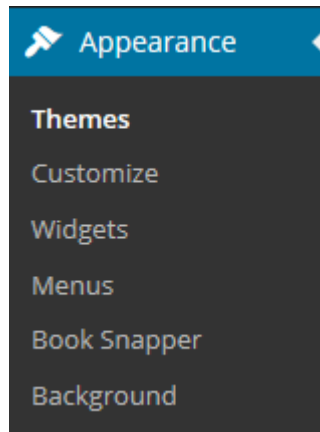 Appearance
Themes
Customize
Widgets
Menus
Book Snapper
Background